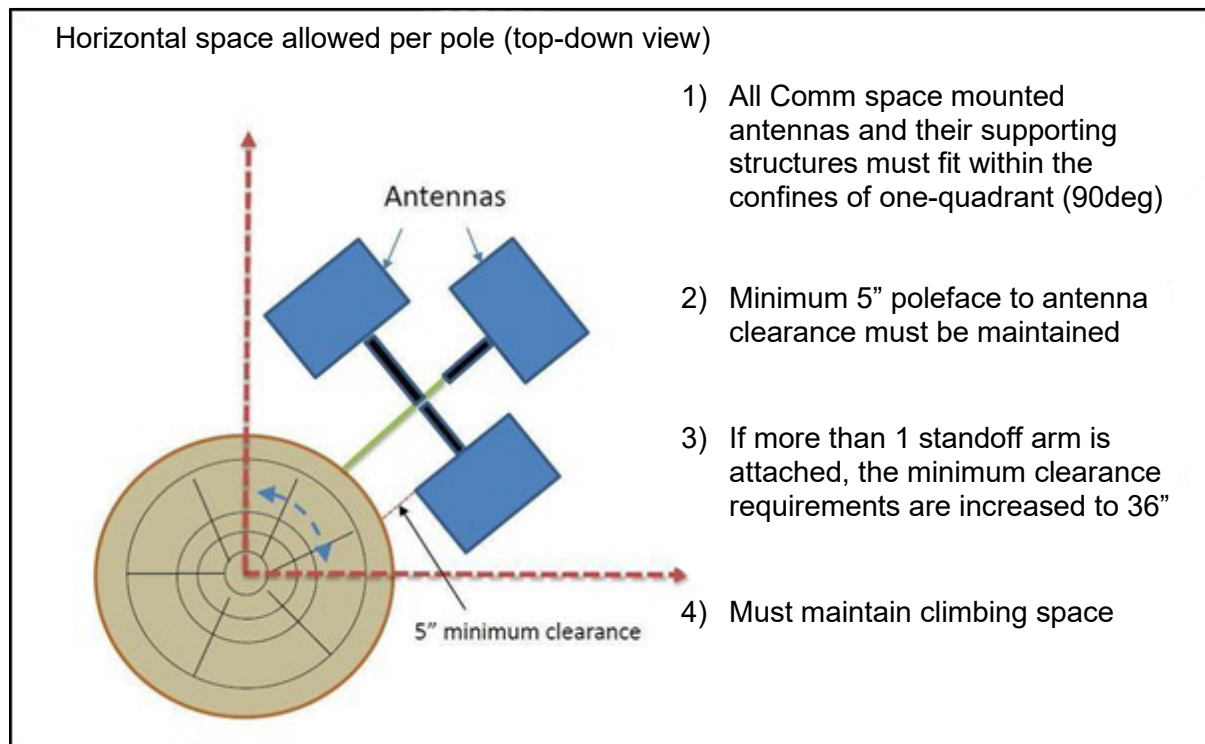 Horizontal space allowed per pole (top-down view)
1) All Comm space mounted
antennas and their supporting
structures must fit within the
confines of one-quadrant (90deg)
Antennas
2) Minimum 5” poleface to antenna
clearance must be maintained
3) If more than 1 standoff arm is
attached, the minimum clearance
requirements are increased to 36”
4) Must maintain climbing space
5” minimum clearance